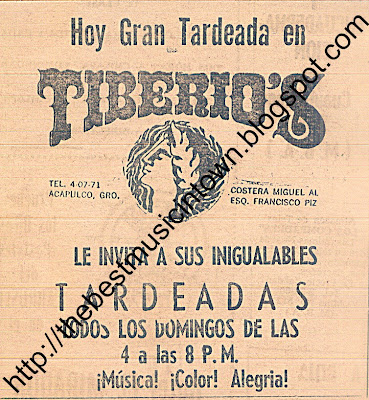 Hoy Gran Tardeada en
TIBERIO'S
TEL. 4-07-71
ACAPULCO, GRO.
COSTERA MIGUEL AL
ESQ. FRANCISCO PIZ
LE INVITA A SUS INIGUALABLES
TARDEADAS
TODOS LOS DOMINGOS DE LAS
4 a las 8 P.M.
¡Música! ¡Color! Alegria!
http://thebestmusicintown.blogspot.com